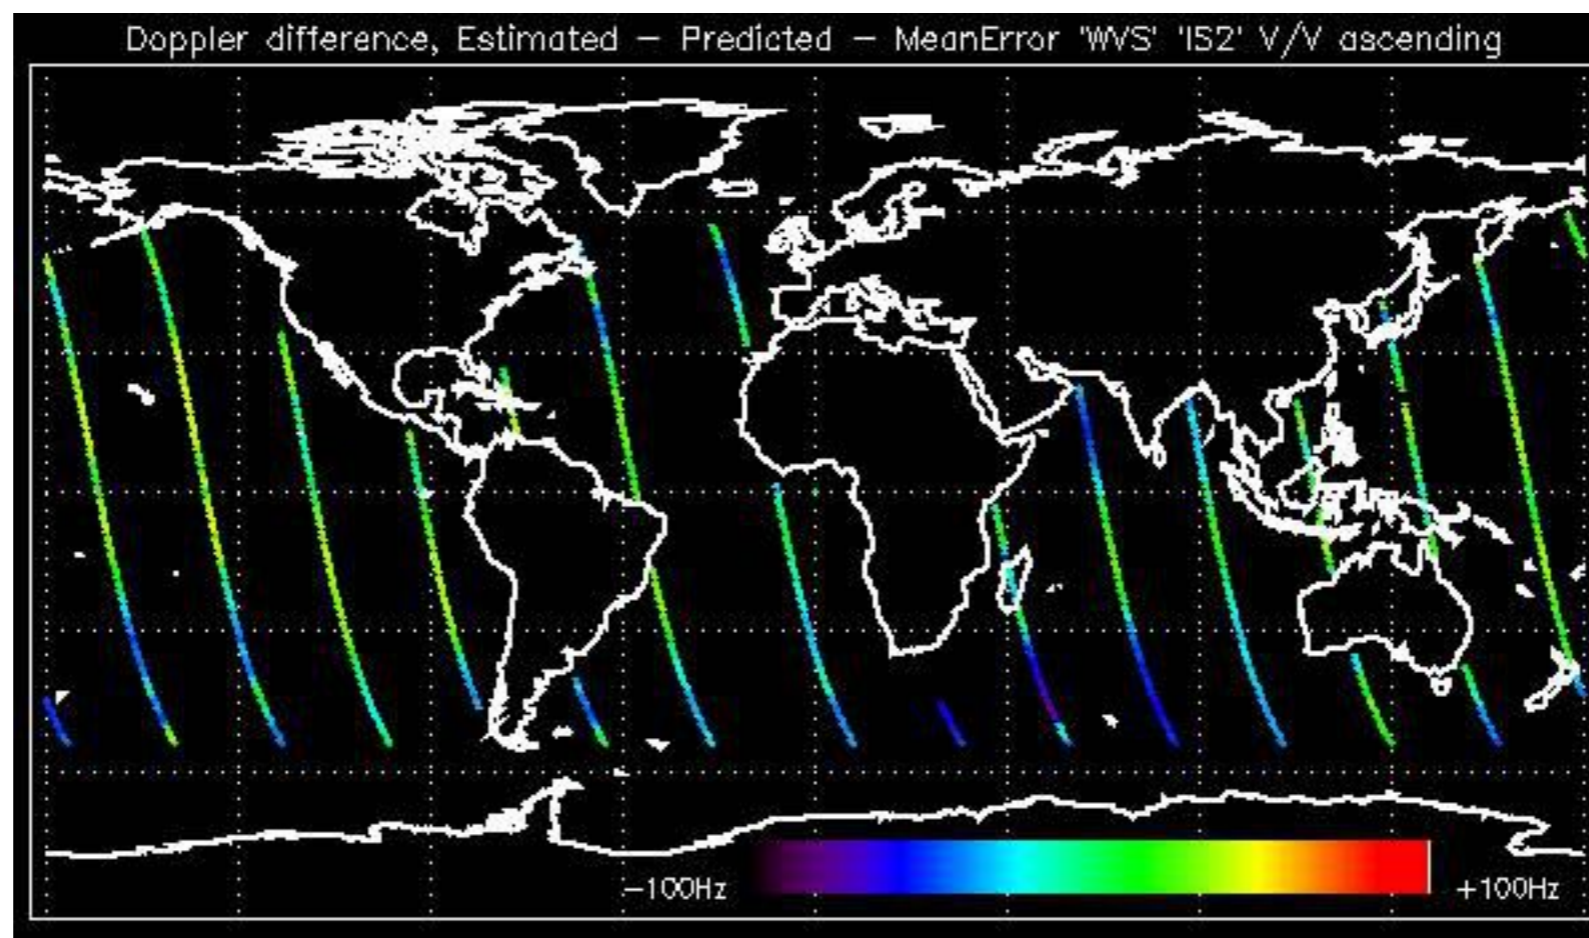 Doppler difference, Estimated – Predicted – MeanError 'WVS' 'IS2' V/V ascending
−100Hz +100Hz